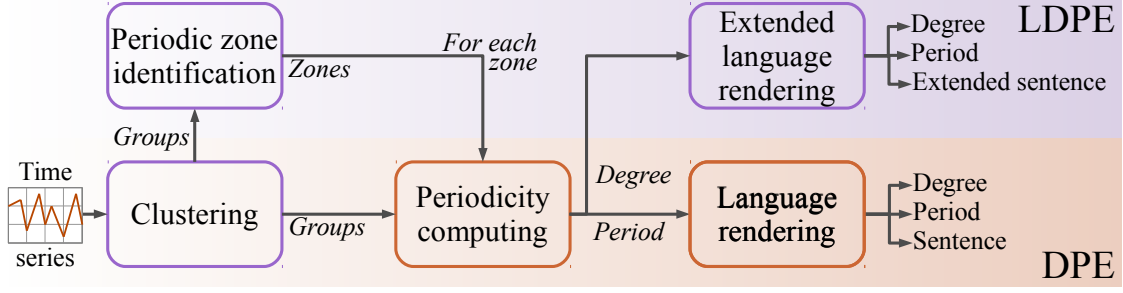 Periodic zone
identification
Zones
For each
zone
Extended
language
rendering
Degree
Period
Extended sentence
LDPE
Groups
Time
series
Clustering
Groups
Periodicity
computing
Degree
Period
Language
rendering
Degree
Period
Sentence
DPE